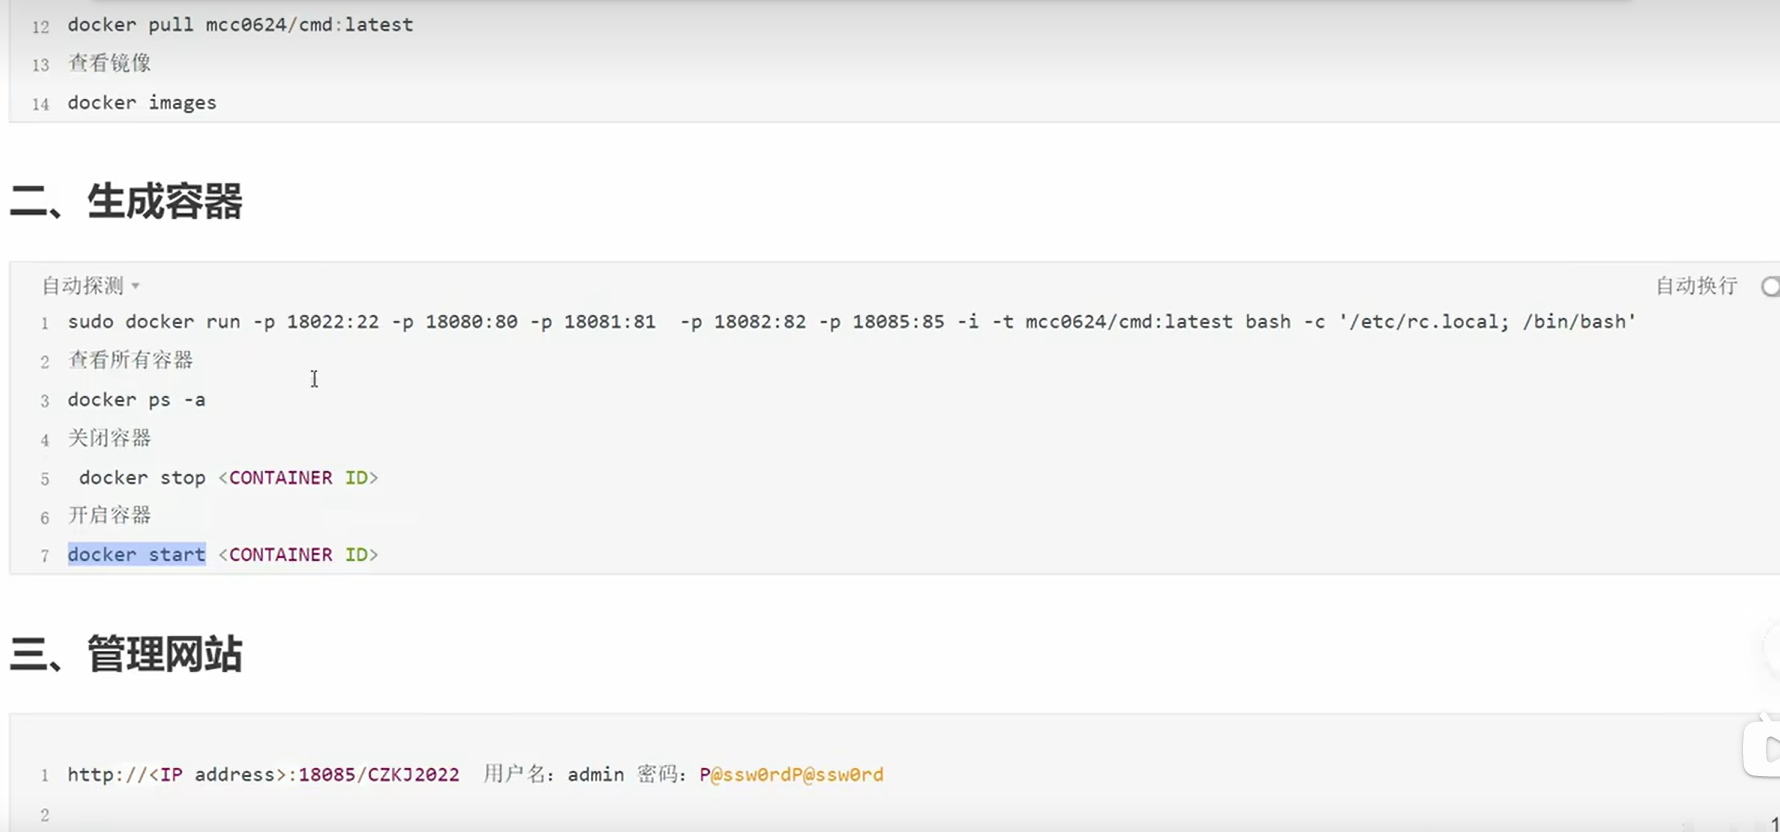 12 docker pull mcc0624/cmd:latest
13 查看镜像
14 docker images
二、生成容器
自动探测 自动换行
1 sudo docker run -p 18022:22 -p 18080:80 -p 18081:81  -p 18082:82 -p 18085:85 -i -t mcc0624/cmd:latest bash -c '/etc/rc.local; /bin/bash'
2 查看所有容器
3 docker ps -a
4 关闭容器
5  docker stop <CONTAINER ID>
6 开启容器
7 docker start <CONTAINER ID>
三、管理网站
1 http://<IP address>:18085/CZKJ2022  用户名：admin 密码：P@ssw0rdP@ssw0rd
2